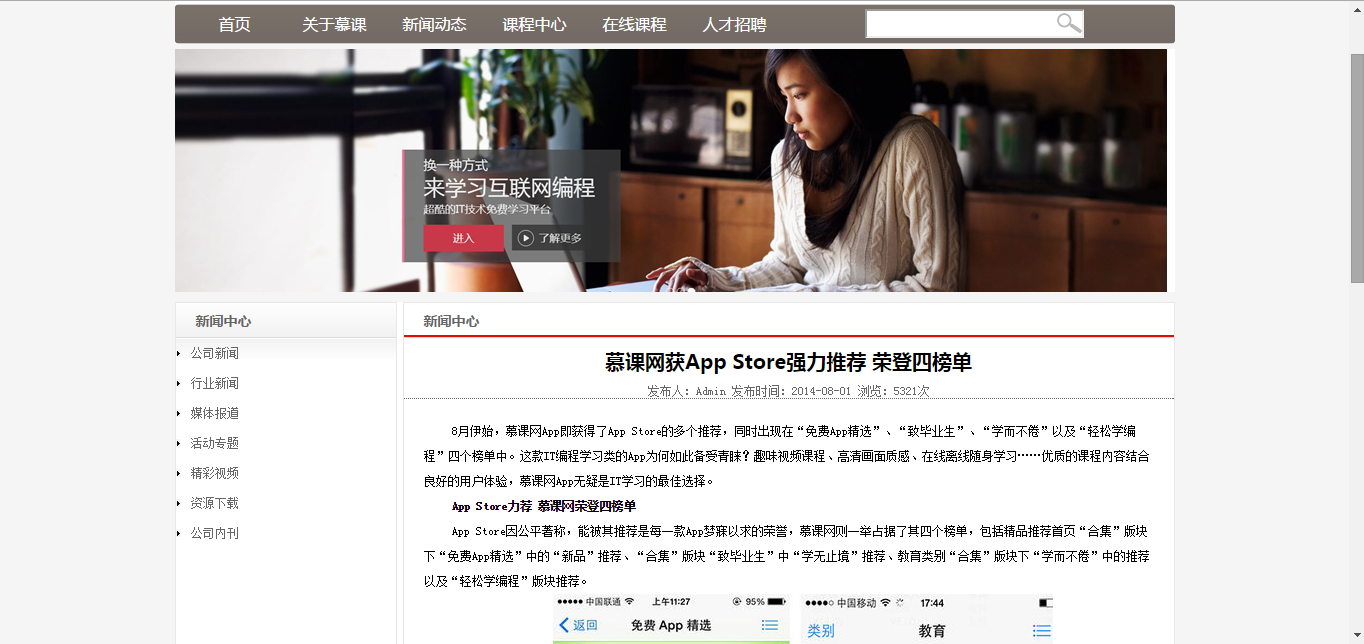 首页 关于慕课 新闻动态 课程中心 在线课程 人才招聘
换一种方式
来学习互联网编程
超酷的IT技术免费学习平台
进入 了解更多
新闻中心
公司新闻
行业新闻
媒体报道
活动专题
精彩视频
资源下载
公司内刊
新闻中心
慕课网获App Store强力推荐 荣登四榜单
发布人：Admin 发布时间：2014-08-01 浏览：5321次
8月伊始，慕课网App即获得了App Store的多个推荐，同时出现在“免费App精选”、“致毕业生”、“学而不倦”以及“轻松学编
程”四个榜单中。这款IT编程学习类的App为何如此备受青睐？趣味视频课程、高清画面质感、在线离线随身学习……优质的课程内容结合
良好的用户体验，慕课网App无疑是IT学习的最佳选择。
App Store力荐 慕课网荣登四榜单
App Store因公平著称，能被其推荐是每一款App梦寐以求的荣誉，慕课网则一举占据了其四个榜单，包括精品推荐首页“合集”版块
下“免费App精选”中的“新品”推荐、“合集”版块“致毕业生”中“学无止境”推荐、教育类别“合集”版块下“学而不倦”中的推荐
以及“轻松学编程”版块推荐。
中国联通 上午11:27 95%
返回 免费 App 精选
中国移动 17:44
类别 教育